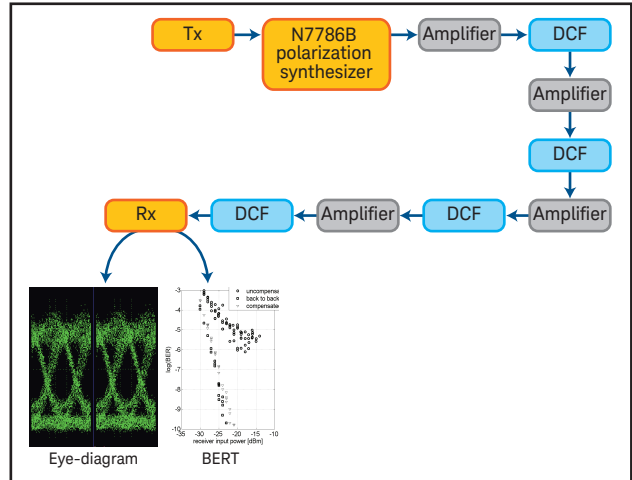 Tx
N7786B
polarization
synthesizer
Amplifier
DCF
Amplifier
DCF
Rx
DCF
Amplifier
DCF
Amplifier
uncompensa
back to back
compensate
-3
-4
-5
-6
-7
-8
-9
-10
log(BER)
-35
-30
-25
-20
-15
-10
receiver input power [dBm]
Eye-diagram
BERT